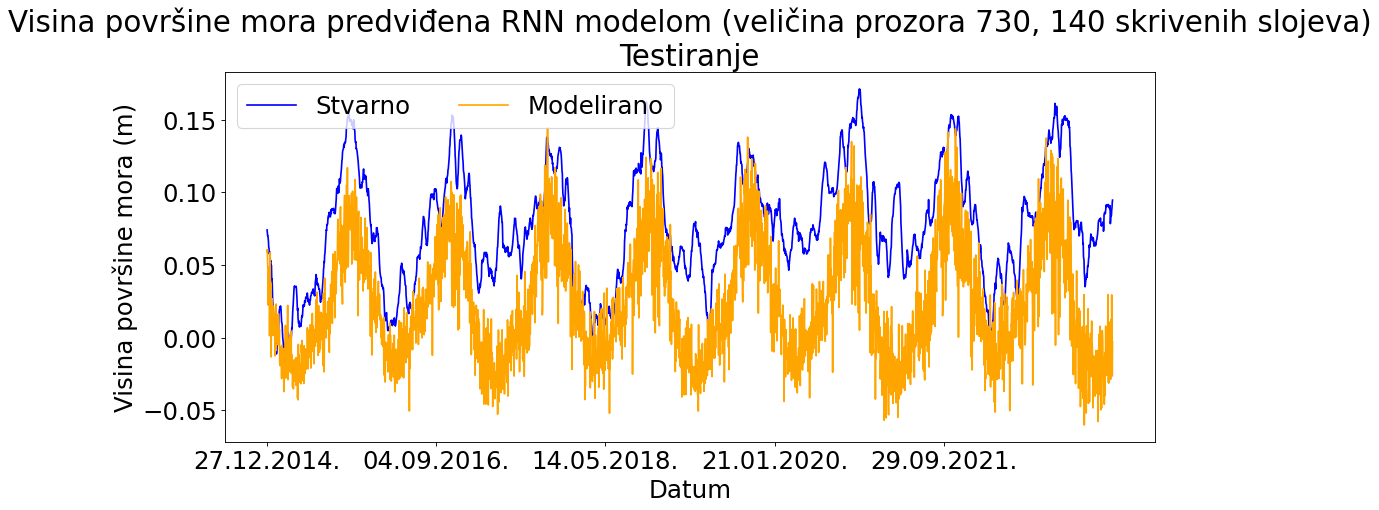 Visina površine mora predviđena RNN modelom (veličina prozora 730, 140 skrivenih slojeva)
Testiranje
Stvarno
Modelirano
Visina površine mora (m)
0.15
0.10
0.05
0.00
−0.05
27.12.2014.
04.09.2016.
14.05.2018.
21.01.2020.
29.09.2021.
Datum